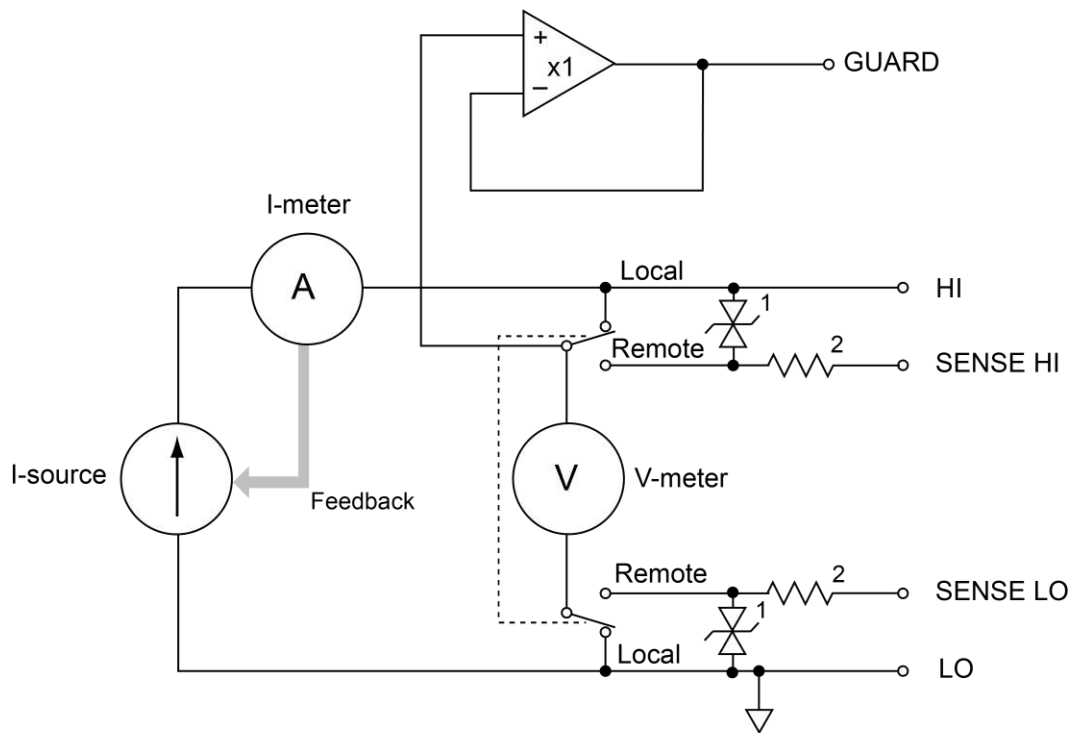 +
x1
−
GUARD
I-meter
A
Local
HI
1
Remote
2
SENSE HI
I-source
V
V-meter
Feedback
Remote
2
SENSE LO
1
Local
LO